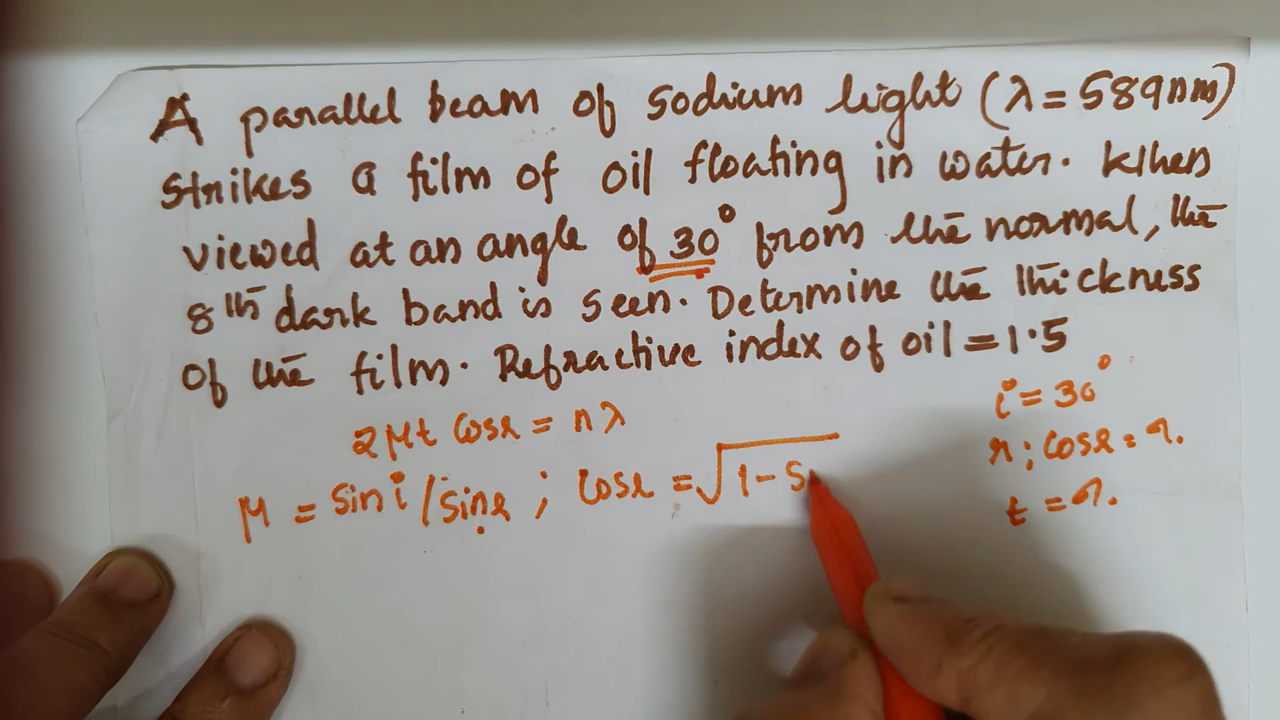 A parallel beam of sodium light (λ = 589nm)
strikes a film of oil floating in water. When
viewed at an angle of 30° from the normal, the
8th dark band is seen. Determine the thickness
of the film. Refractive index of oil = 1.5
2μt cosr = nλ
i = 30°
μ = sin i / sinr ; cosr = √1 - S
r ; cosr = ?.
t = ?.